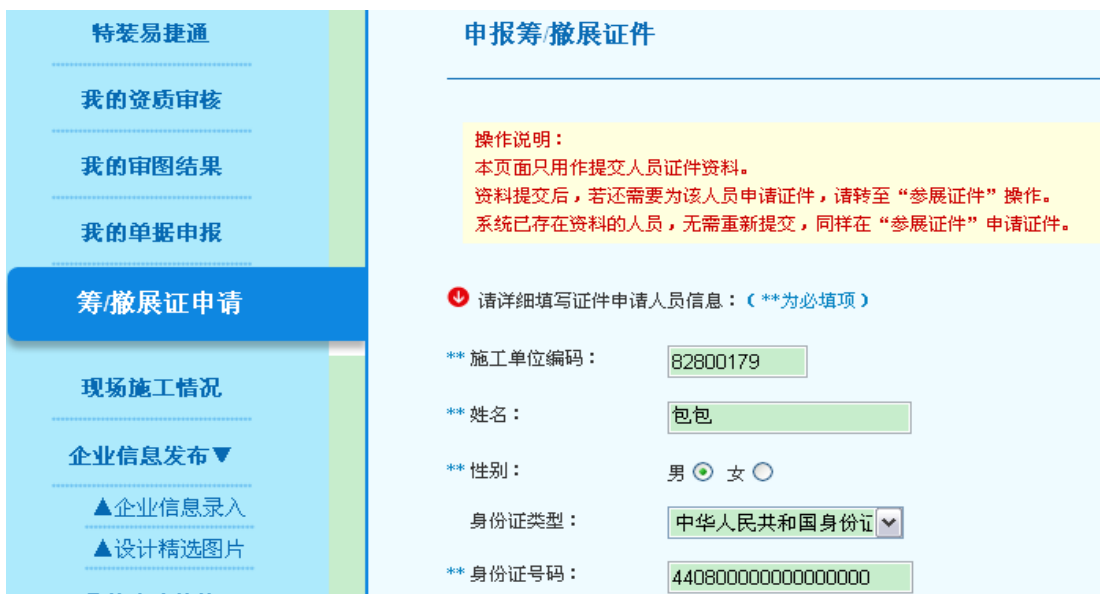 特装易捷通
我的资质审核
我的审图结果
我的单据申报
筹/撤展证申请
现场施工情况
企业信息发布▼
▲企业信息录入
▲设计精选图片
申报筹/撤展证件
操作说明：
本页面只用作提交人员证件资料。
资料提交后，若还需要为该人员申请证件，请转至“参展证件”操作。
系统已存在资料的人员，无需重新提交，同样在“参展证件”申请证件。
请详细填写证件申请人员信息：（**为必填项）
** 施工单位编码： 82800179
** 姓名： 包包
** 性别： 男 女
身份证类型： 中华人民共和国身份证
** 身份证号码： 440800000000000000